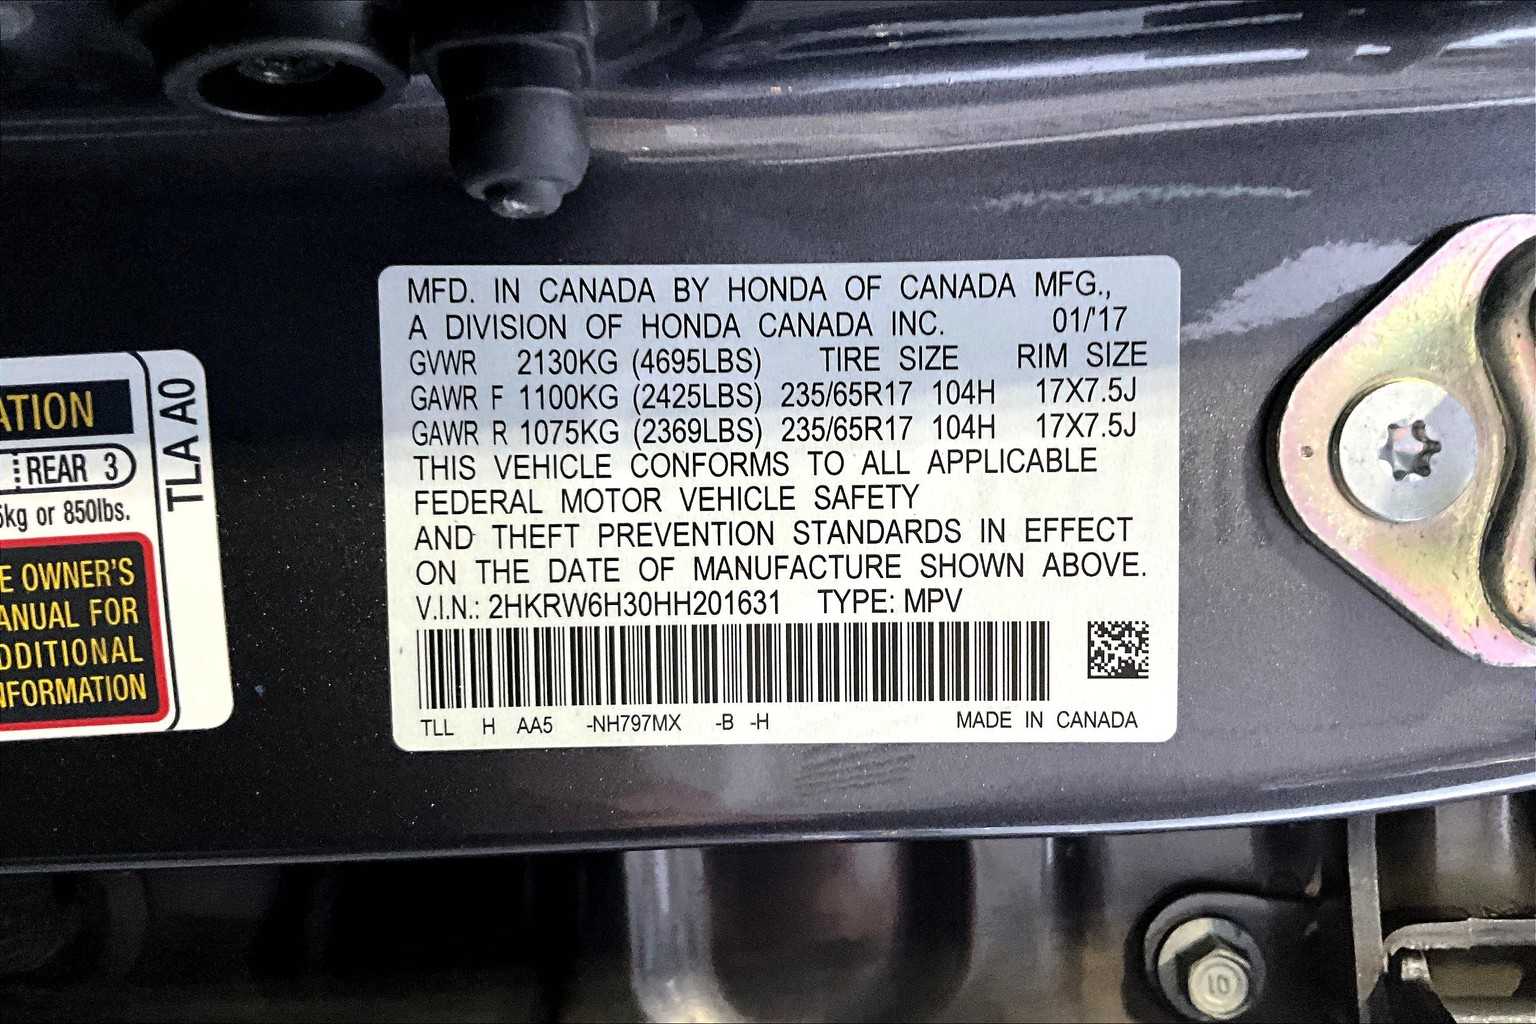 ATION
REAR 3
5kg or 850lbs.
E OWNER'S
ANUAL FOR
DDITIONAL
NFORMATION
TLA A0
MFD. IN CANADA BY HONDA OF CANADA MFG.,
A DIVISION OF HONDA CANADA INC. 01/'17
GVWR 2130KG (4695LBS) TIRE SIZE RIM SIZE
GAWR F 1100KG (2425LBS) 235/65R17 104H 17X7.5J
GAWR R 1075KG (2369LBS) 235/65R17 104H 17X7.5J
THIS VEHICLE CONFORMS TO ALL APPLICABLE
FEDERAL MOTOR VEHICLE SAFETY
AND THEFT PREVENTION STANDARDS IN EFFECT
ON THE DATE OF MANUFACTURE SHOWN ABOVE.
V.I.N.: 2HKRW6H30HH201631 TYPE: MPV
TLL H AA5 -NH797MX -B -H MADE IN CANADA
10